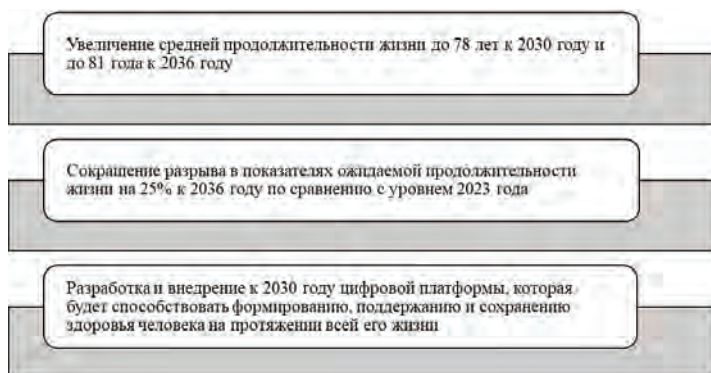 Увеличение средней продолжительности жизни до 78 лет к 2030 году и
до 81 года к 2036 году
Сокращение разрыва в показателях ожидаемой продолжительности
жизни на 25% к 2036 году по сравнению с уровнем 2023 года
Разработка и внедрение к 2030 году цифровой платформы, которая
будет способствовать формированию, поддержанию и сохранению
здоровья человека на протяжении всей его жизни